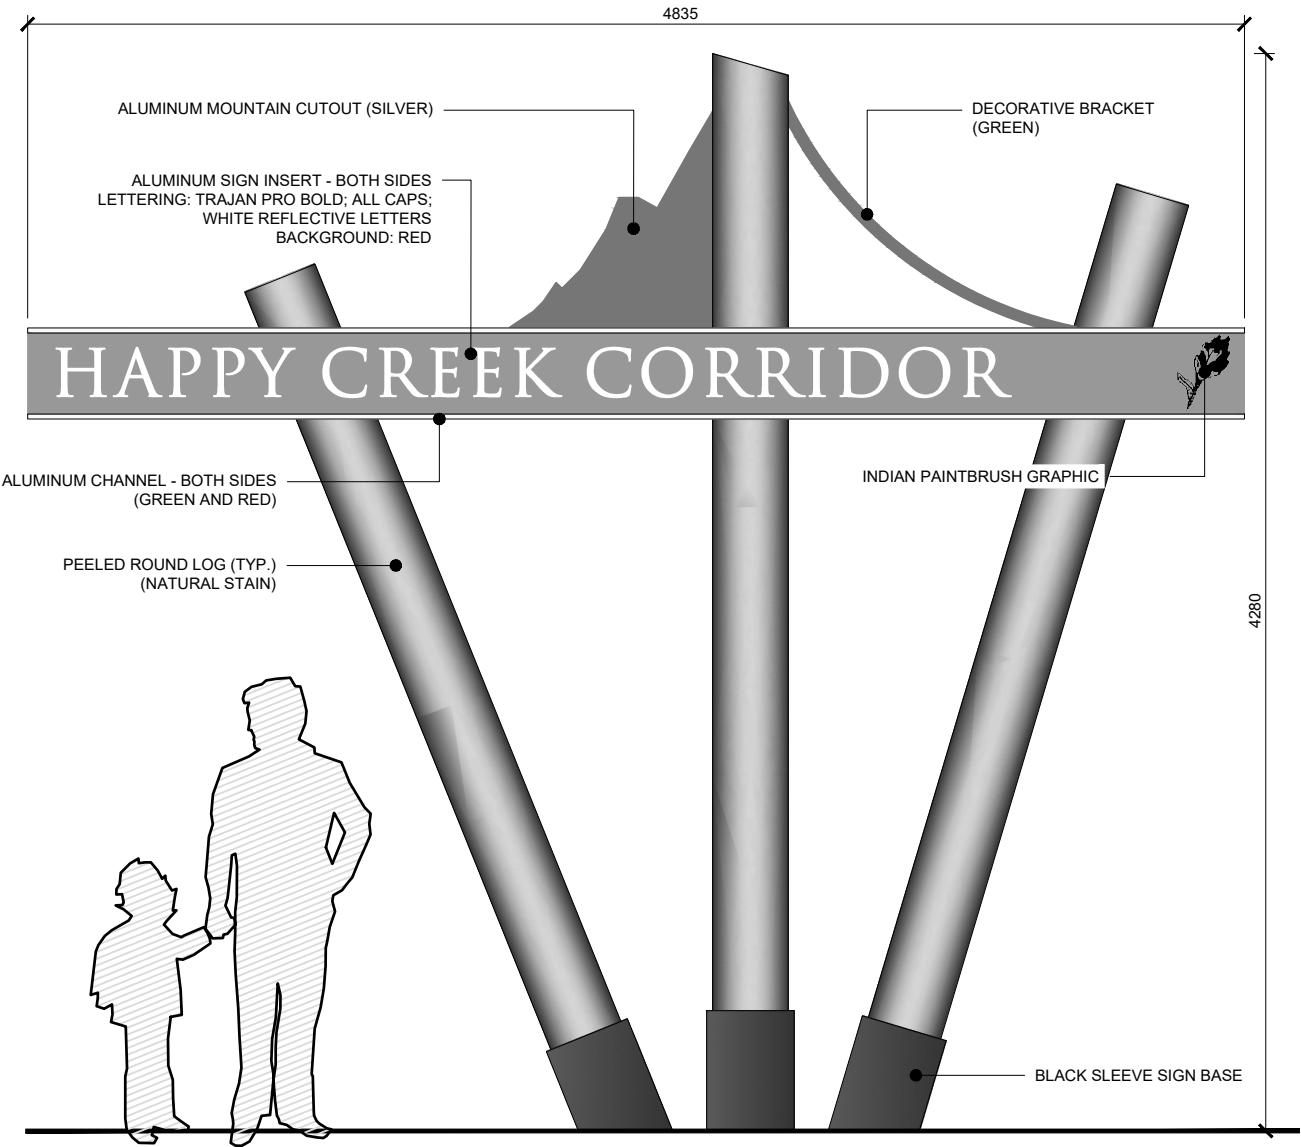 4835
ALUMINUM MOUNTAIN CUTOUT (SILVER)
DECORATIVE BRACKET
(GREEN)
ALUMINUM SIGN INSERT - BOTH SIDES
LETTERING: TRAJAN PRO BOLD; ALL CAPS;
WHITE REFLECTIVE LETTERS
BACKGROUND: RED
HAPPY CREEK CORRIDOR
ALUMINUM CHANNEL - BOTH SIDES
(GREEN AND RED)
INDIAN PAINTBRUSH GRAPHIC
PEELED ROUND LOG (TYP.)
(NATURAL STAIN)
4280
BLACK SLEEVE SIGN BASE